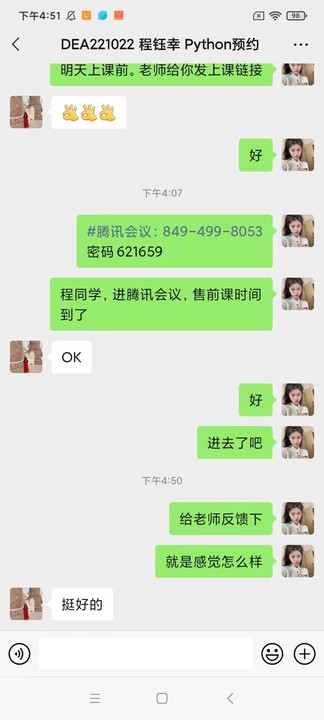 下午4:51
98
DEA221022 程钰幸 Python预约
明天上课前。老师给你发上课链接
好
下午4:07
#腾讯会议：849-499-8053
密码 621659
程同学，进腾讯会议，售前课时间
到了
OK
好
进去了吧
下午4:50
给老师反馈下
就是感觉怎么样
挺好的